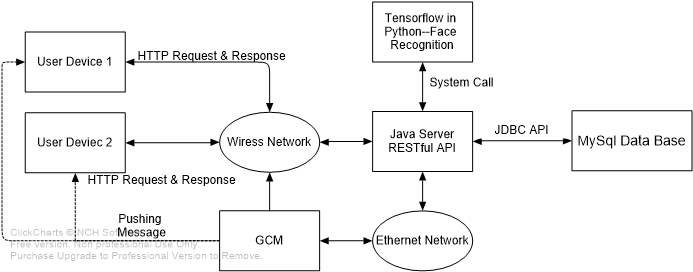 Tensorflow in
Python--Face
Recognition
User Device 1
HTTP Request & Response
System Call
User Deviec 2
Wiress Network
Java Server
RESTful API
JDBC API
MySql Data Base
HTTP Request & Response
Pushing
Message
GCM
Ethernet Network
ClickCharts © NCH Software
Free version. Non professional Use Only.
Purchase Upgrade to Professional Version to Remove.